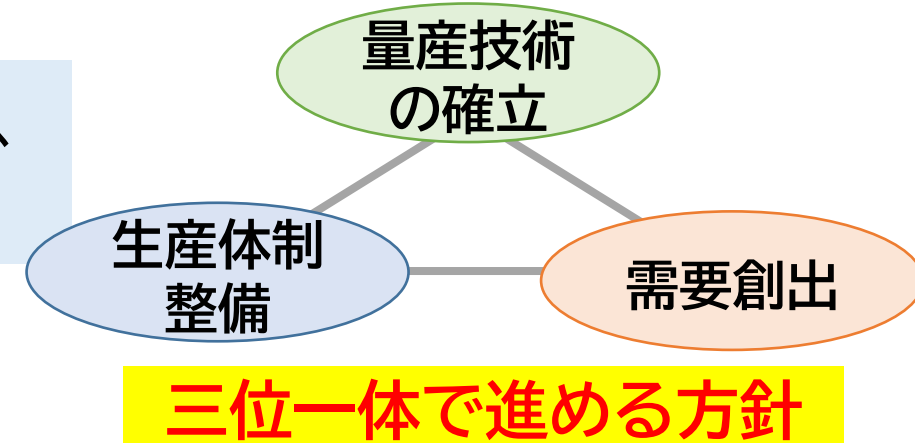 量産技術
の確立
、
生産体制
整備
需要創出
三位一体で進める方針